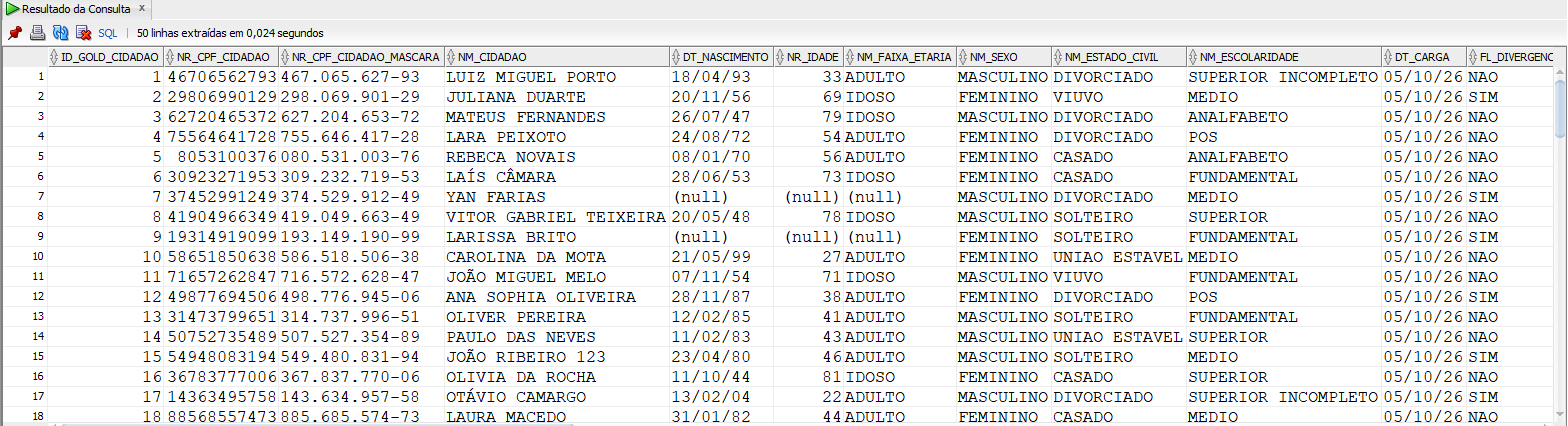 Resultado da Consulta x
SQL | 50 linhas extraídas em 0,024 segundos
ID_GOLD_CIDADAO NR_CPF_CIDADAO NR_CPF_CIDADAO_MASCARA NM_CIDADAO DT_NASCIMENTO NR_IDADE NM_FAIXA_ETARIA NM_SEXO NM_ESTADO_CIVIL NM_ESCOLARIDADE DT_CARGA FL_DIVERGENC
1 1 46706562793 467.065.627-93 LUIZ MIGUEL PORTO 18/04/93 33 ADULTO MASCULINO DIVORCIADO SUPERIOR INCOMPLETO 05/10/26 NAO
2 2 29806990129 298.069.901-29 JULIANA DUARTE 20/11/56 69 IDOSO FEMININO VIUVO MEDIO 05/10/26 SIM
3 3 62720465372 627.204.653-72 MATEUS FERNANDES 26/07/47 79 IDOSO MASCULINO DIVORCIADO ANALFABETO 05/10/26 NAO
4 4 75564641728 755.646.417-28 LARA PEIXOTO 24/08/72 54 ADULTO FEMININO DIVORCIADO POS 05/10/26 NAO
5 5 8053100376 080.531.003-76 REBECA NOVAIS 08/01/70 56 ADULTO FEMININO CASADO ANALFABETO 05/10/26 NAO
6 6 30923271953 309.232.719-53 LAÍS CÂMARA 28/06/53 73 IDOSO FEMININO CASADO FUNDAMENTAL 05/10/26 NAO
7 7 37452991249 374.529.912-49 YAN FARIAS (null) (null) (null) MASCULINO DIVORCIADO MEDIO 05/10/26 SIM
8 8 41904966349 419.049.663-49 VITOR GABRIEL TEIXEIRA 20/05/48 78 IDOSO MASCULINO SOLTEIRO SUPERIOR 05/10/26 NAO
9 9 19314919099 193.149.190-99 LARISSA BRITO (null) (null) (null) FEMININO SOLTEIRO FUNDAMENTAL 05/10/26 SIM
10 10 58651850638 586.518.506-38 CAROLINA DA MOTA 21/05/99 27 ADULTO FEMININO UNIAO ESTAVEL MEDIO 05/10/26 NAO
11 11 71657262847 716.572.628-47 JOÃO MIGUEL MELO 07/11/54 71 IDOSO MASCULINO VIUVO FUNDAMENTAL 05/10/26 NAO
12 12 49877694506 498.776.945-06 ANA SOPHIA OLIVEIRA 28/11/87 38 ADULTO FEMININO DIVORCIADO POS 05/10/26 SIM
13 13 31473799651 314.737.996-51 OLIVER PEREIRA 12/02/85 41 ADULTO MASCULINO SOLTEIRO FUNDAMENTAL 05/10/26 NAO
14 14 50752735489 507.527.354-89 PAULO DAS NEVES 11/02/83 43 ADULTO MASCULINO UNIAO ESTAVEL SUPERIOR 05/10/26 NAO
15 15 54948083194 549.480.831-94 JOÃO RIBEIRO 123 23/04/80 46 ADULTO MASCULINO SOLTEIRO MEDIO 05/10/26 SIM
16 16 36783777006 367.837.770-06 OLIVIA DA ROCHA 11/10/44 81 IDOSO FEMININO CASADO SUPERIOR 05/10/26 NAO
17 17 14363495758 143.634.957-58 OTÁVIO CAMARGO 13/02/04 22 ADULTO MASCULINO DIVORCIADO SUPERIOR INCOMPLETO 05/10/26 SIM
18 18 88568557473 885.685.574-73 LAURA MACEDO 31/01/82 44 ADULTO FEMININO CASADO MEDIO 05/10/26 NAO